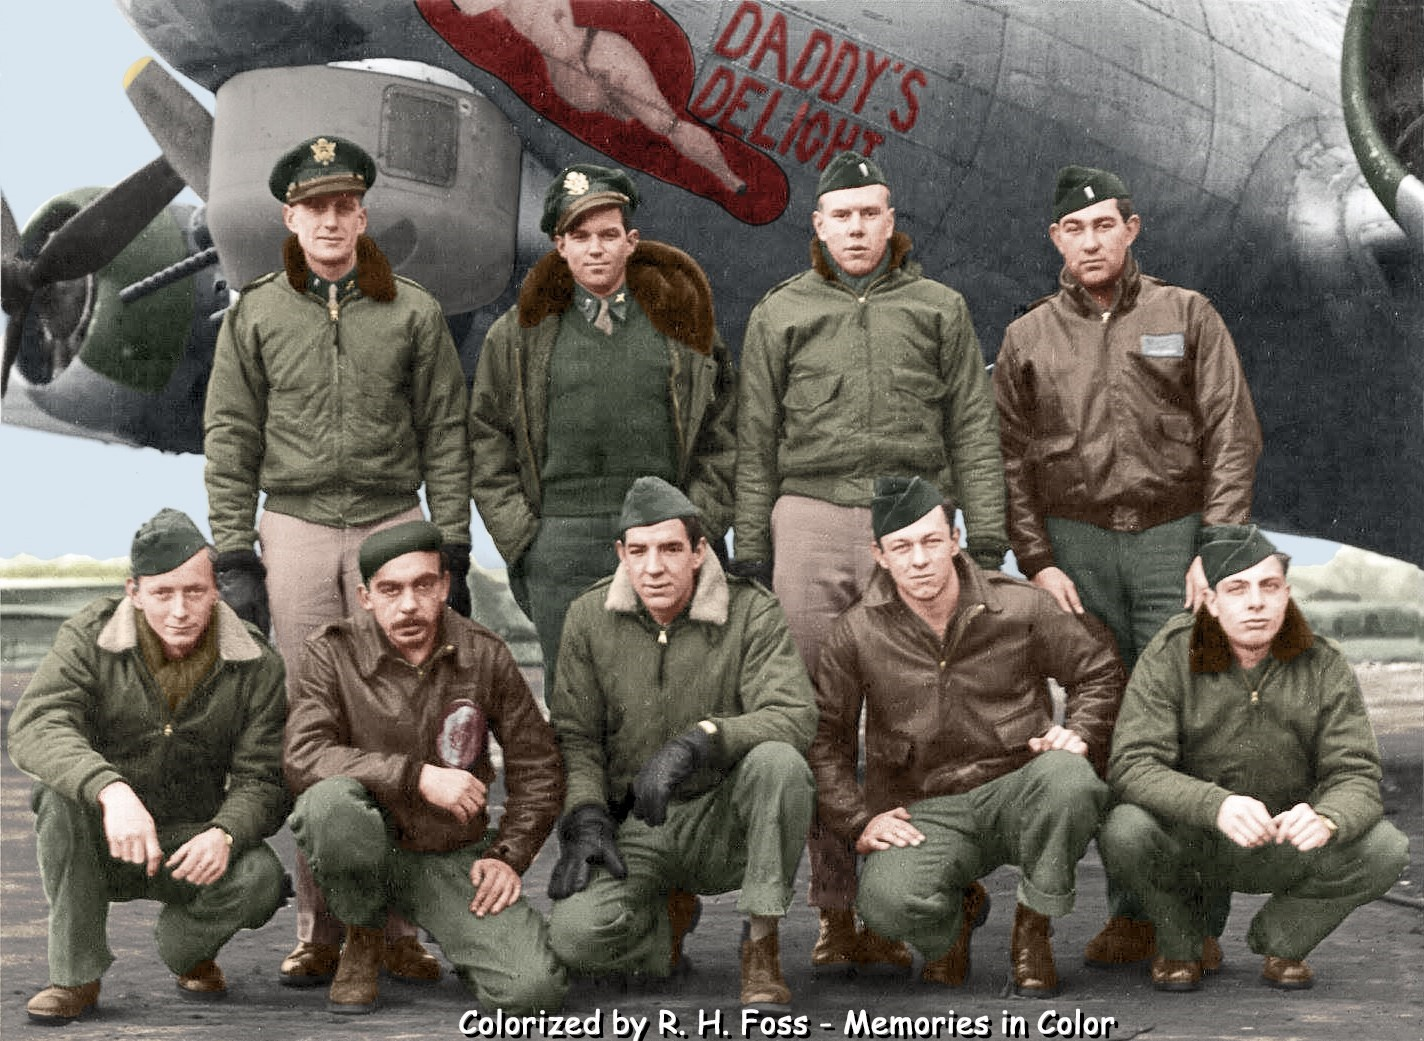 DADDY'S
DELIGHT
Colorized by R. H. Foss - Memories in Color